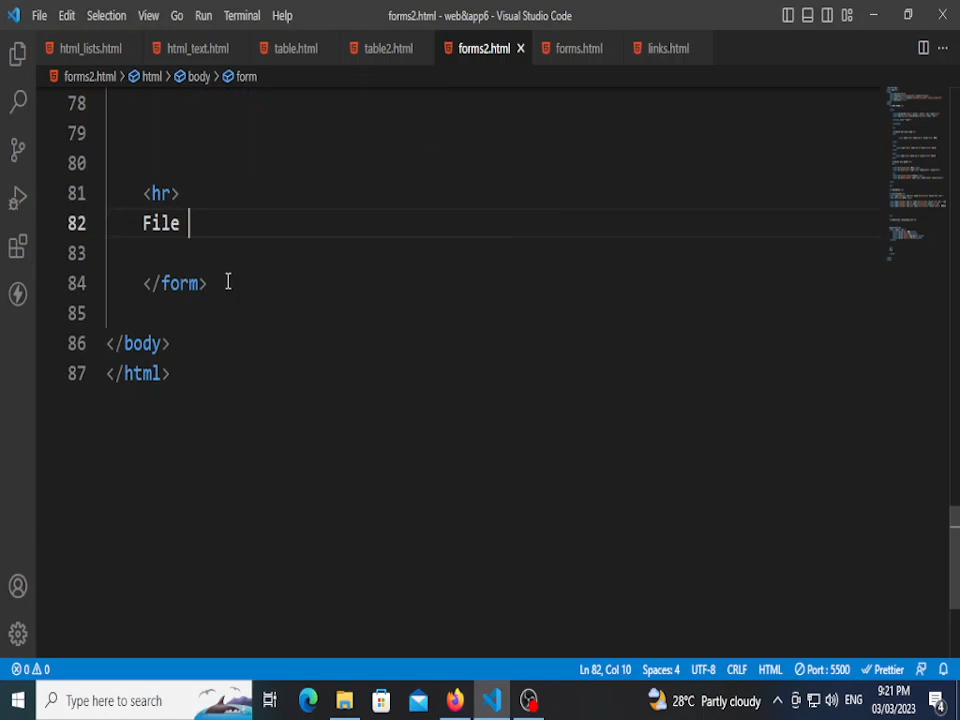 File Edit Selection View Go Run Terminal Help forms2.html - web&app6 - Visual Studio Code
html_lists.html html_text.html table.html table2.html forms2.html forms.html links.html
forms2.html > html > body > form
78
79
80
81 <hr>
82 File
83
84 </form>
85
86 </body>
87 </html>
0 0 Ln 82, Col 10 Spaces: 4 UTF-8 CRLF HTML Port : 5500 Prettier
Type here to search 28°C Partly cloudy ENG 9:21 PM 03/03/2023 4